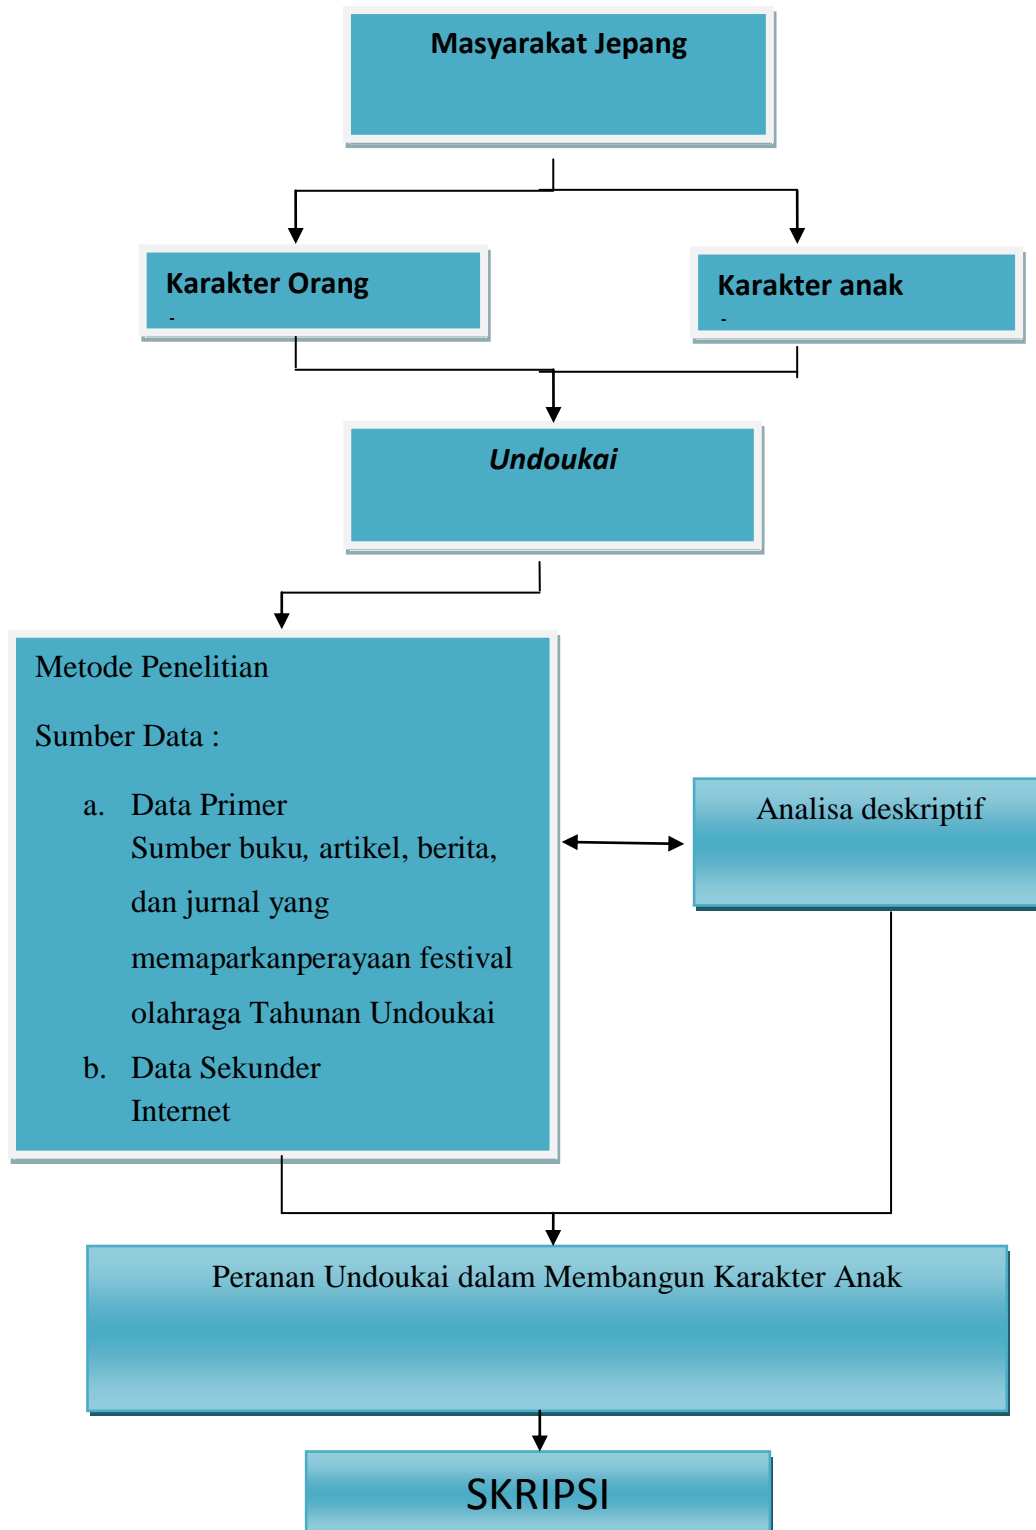 Masyarakat Jepang
Karakter Orang
-
Karakter anak
-
Undoukai
Metode Penelitian
Sumber Data :
a. Data Primer
Sumber buku, artikel, berita,
dan jurnal yang
memaparkanperayaan festival
olahraga Tahunan Undoukai
b. Data Sekunder
Internet
Analisa deskriptif
Peranan Undoukai dalam Membangun Karakter Anak
SKRIPSI